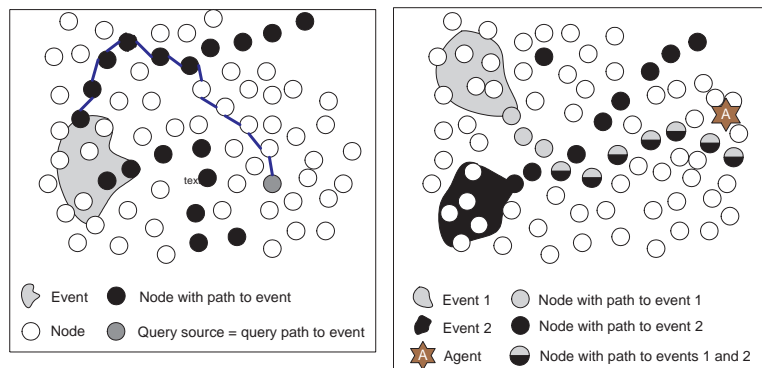 text
Event
Node with path to event
Node
Query source = query path to event
A
Event 1
Node with path to event 1
Event 2
Node with path to event 2
A
Agent
Node with path to events 1 and 2